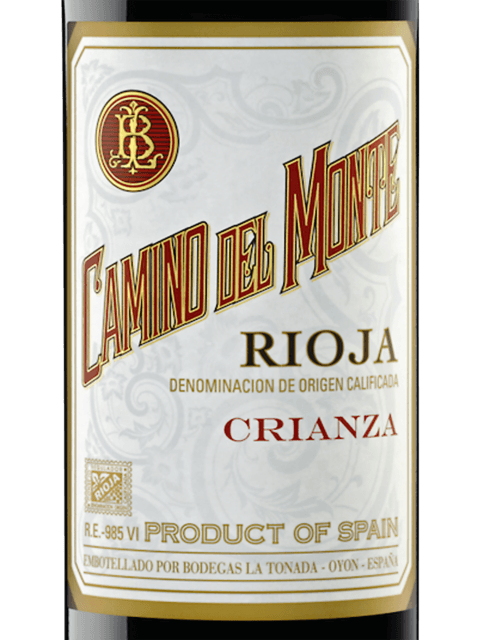 CAMINO DEL MONTE
RIOJA
DENOMINACION DE ORIGEN CALIFICADA
CRIANZA
RIOJA
R.E.-985 VI PRODUCT OF SPAIN
EMBOTELLADO POR BODEGAS LA TONADA - OYON - ESPAÑA